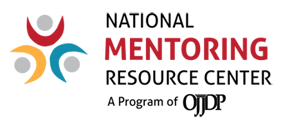 NATIONAL
MENTORING
RESOURCE CENTER
A Program of OJJDP